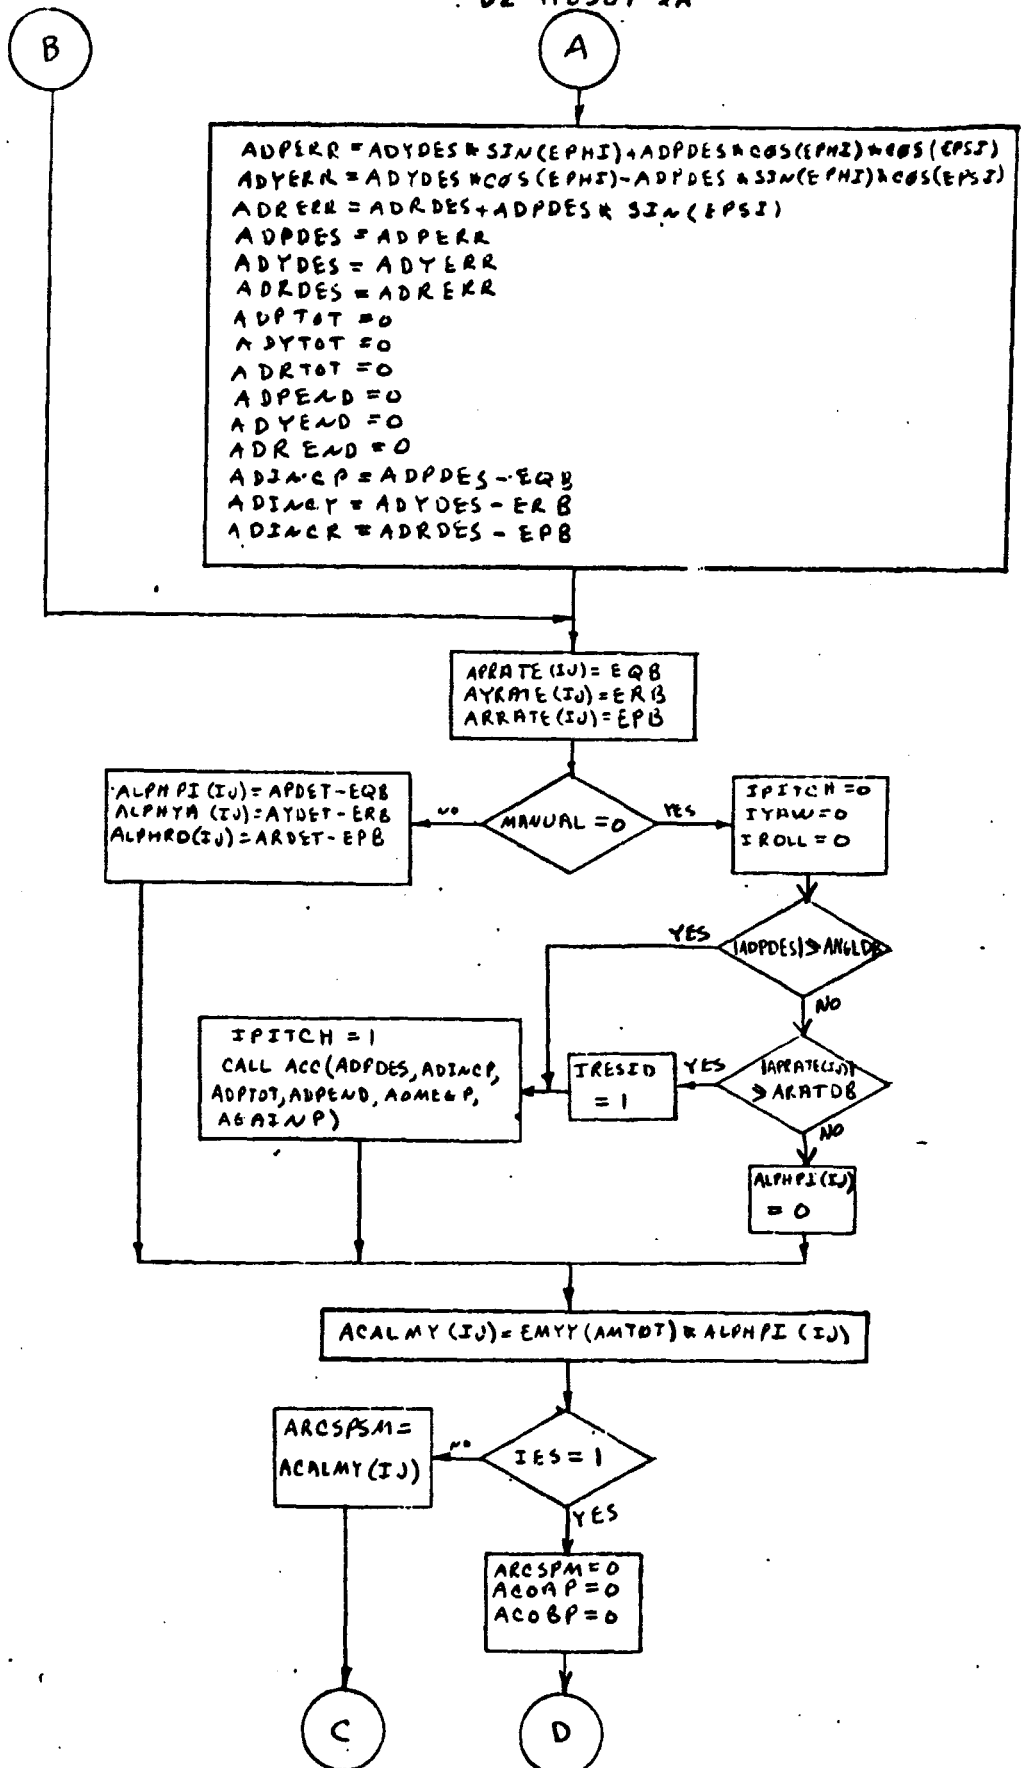 B
A
ADPERR = ADYDES * SIN(EPHI) + ADPDES * COS(EPHI) * COS(EPSI)
ADYERR = ADYDES * COS(EPHI) - ADPDES * SIN(EPHI) * COS(EPSI)
ADRERR = ADRDES + ADPDES * SIN(EPSI)
ADPDES = ADPERR
ADYDES = ADYERR
ADRDES = ADRERR
ADPTOT = 0
ADYTOT = 0
ADRTOT = 0
ADPEND = 0
ADYEND = 0
ADREND = 0
ADINCP = ADPDES - EQB
ADINCY = ADYDES - ERB
ADINCR = ADRDES - EPB
APRATE(IJ) = EQB
AYRATE(IJ) = ERB
ARRATE(IJ) = EPB
ALPHPI(IJ) = APDET - EQB
ALPHYA(IJ) = AYDET - ERB
ALPHRO(IJ) = ARDET - EPB
NO
MANUAL = 0
YES
IPITCH = 0
IYAW = 0
IROLL = 0
YES
|ADPDES| > ANGLDB
NO
IPITCH = 1
CALL ACC(ADPDES, ADINCP,
ADPTOT, ADPEND, AOMEGP,
AGAINP)
IRESID
= 1
YES
|APRATE(IJ)|
> ARATDB
NO
ALPHPI(IJ)
= 0
ACALMY(IJ) = EMYY(AMTOT) * ALPHPI(IJ)
ARCSPSM =
ACALMY(IJ)
NO
IES = 1
YES
ARCSPM = 0
ACOAP = 0
ACOBP = 0
C
D